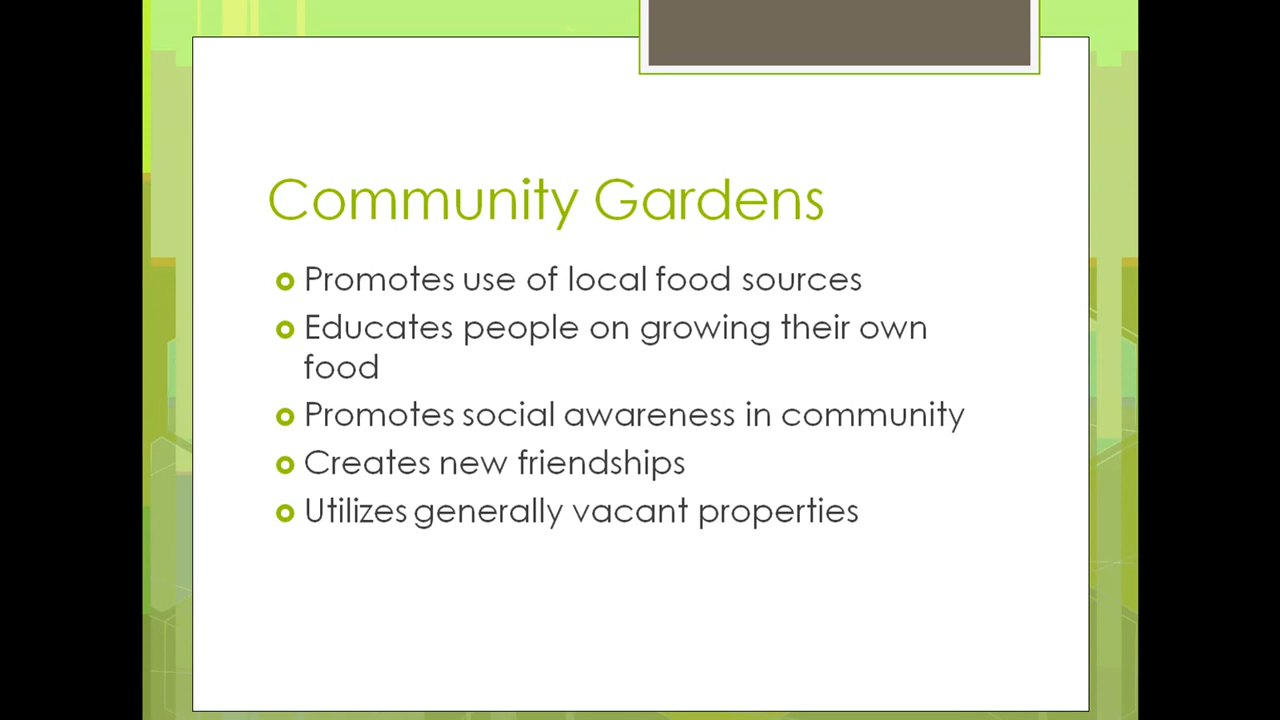 Community Gardens
Promotes use of local food sources
Educates people on growing their own
food
Promotes social awareness in community
Creates new friendships
Utilizes generally vacant properties